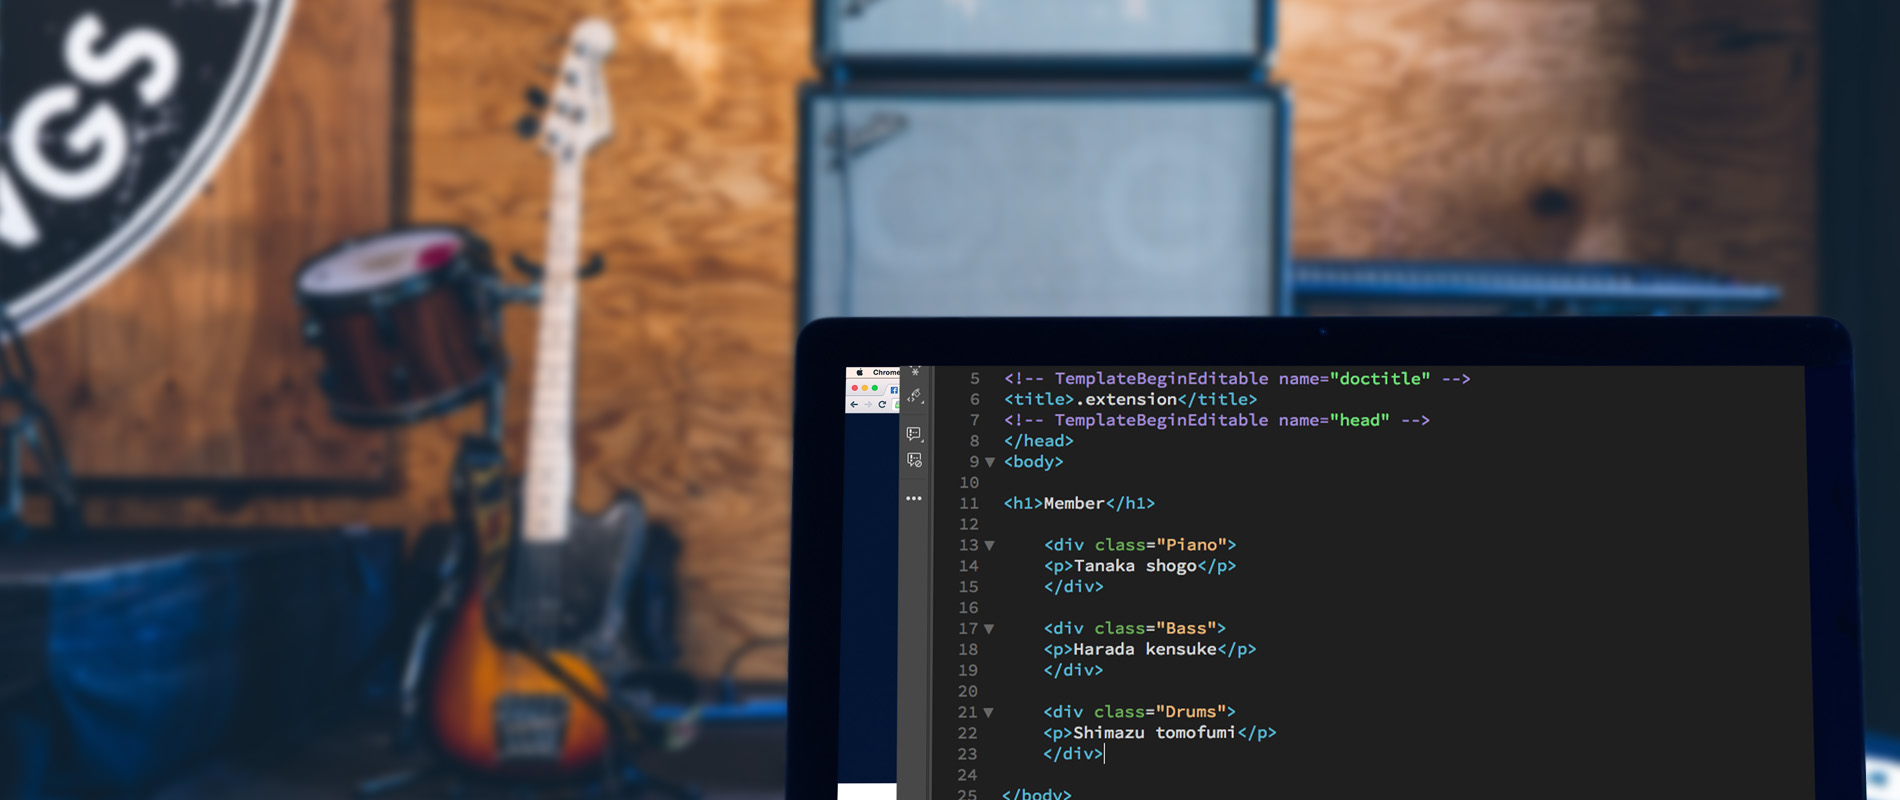 GS
Chrome
5 <!-- TemplateBeginEditable name="doctitle" -->
6 <title>.extension</title>
7 <!-- TemplateBeginEditable name="head" -->
8 </head>
9 <body>
10
11 <h1>Member</h1>
12
13 <div class="Piano">
14 <p>Tanaka shogo</p>
15 </div>
16
17 <div class="Bass">
18 <p>Harada kensuke</p>
19 </div>
20
21 <div class="Drums">
22 <p>Shimazu tomofumi</p>
23 </div>
24
25 </body>